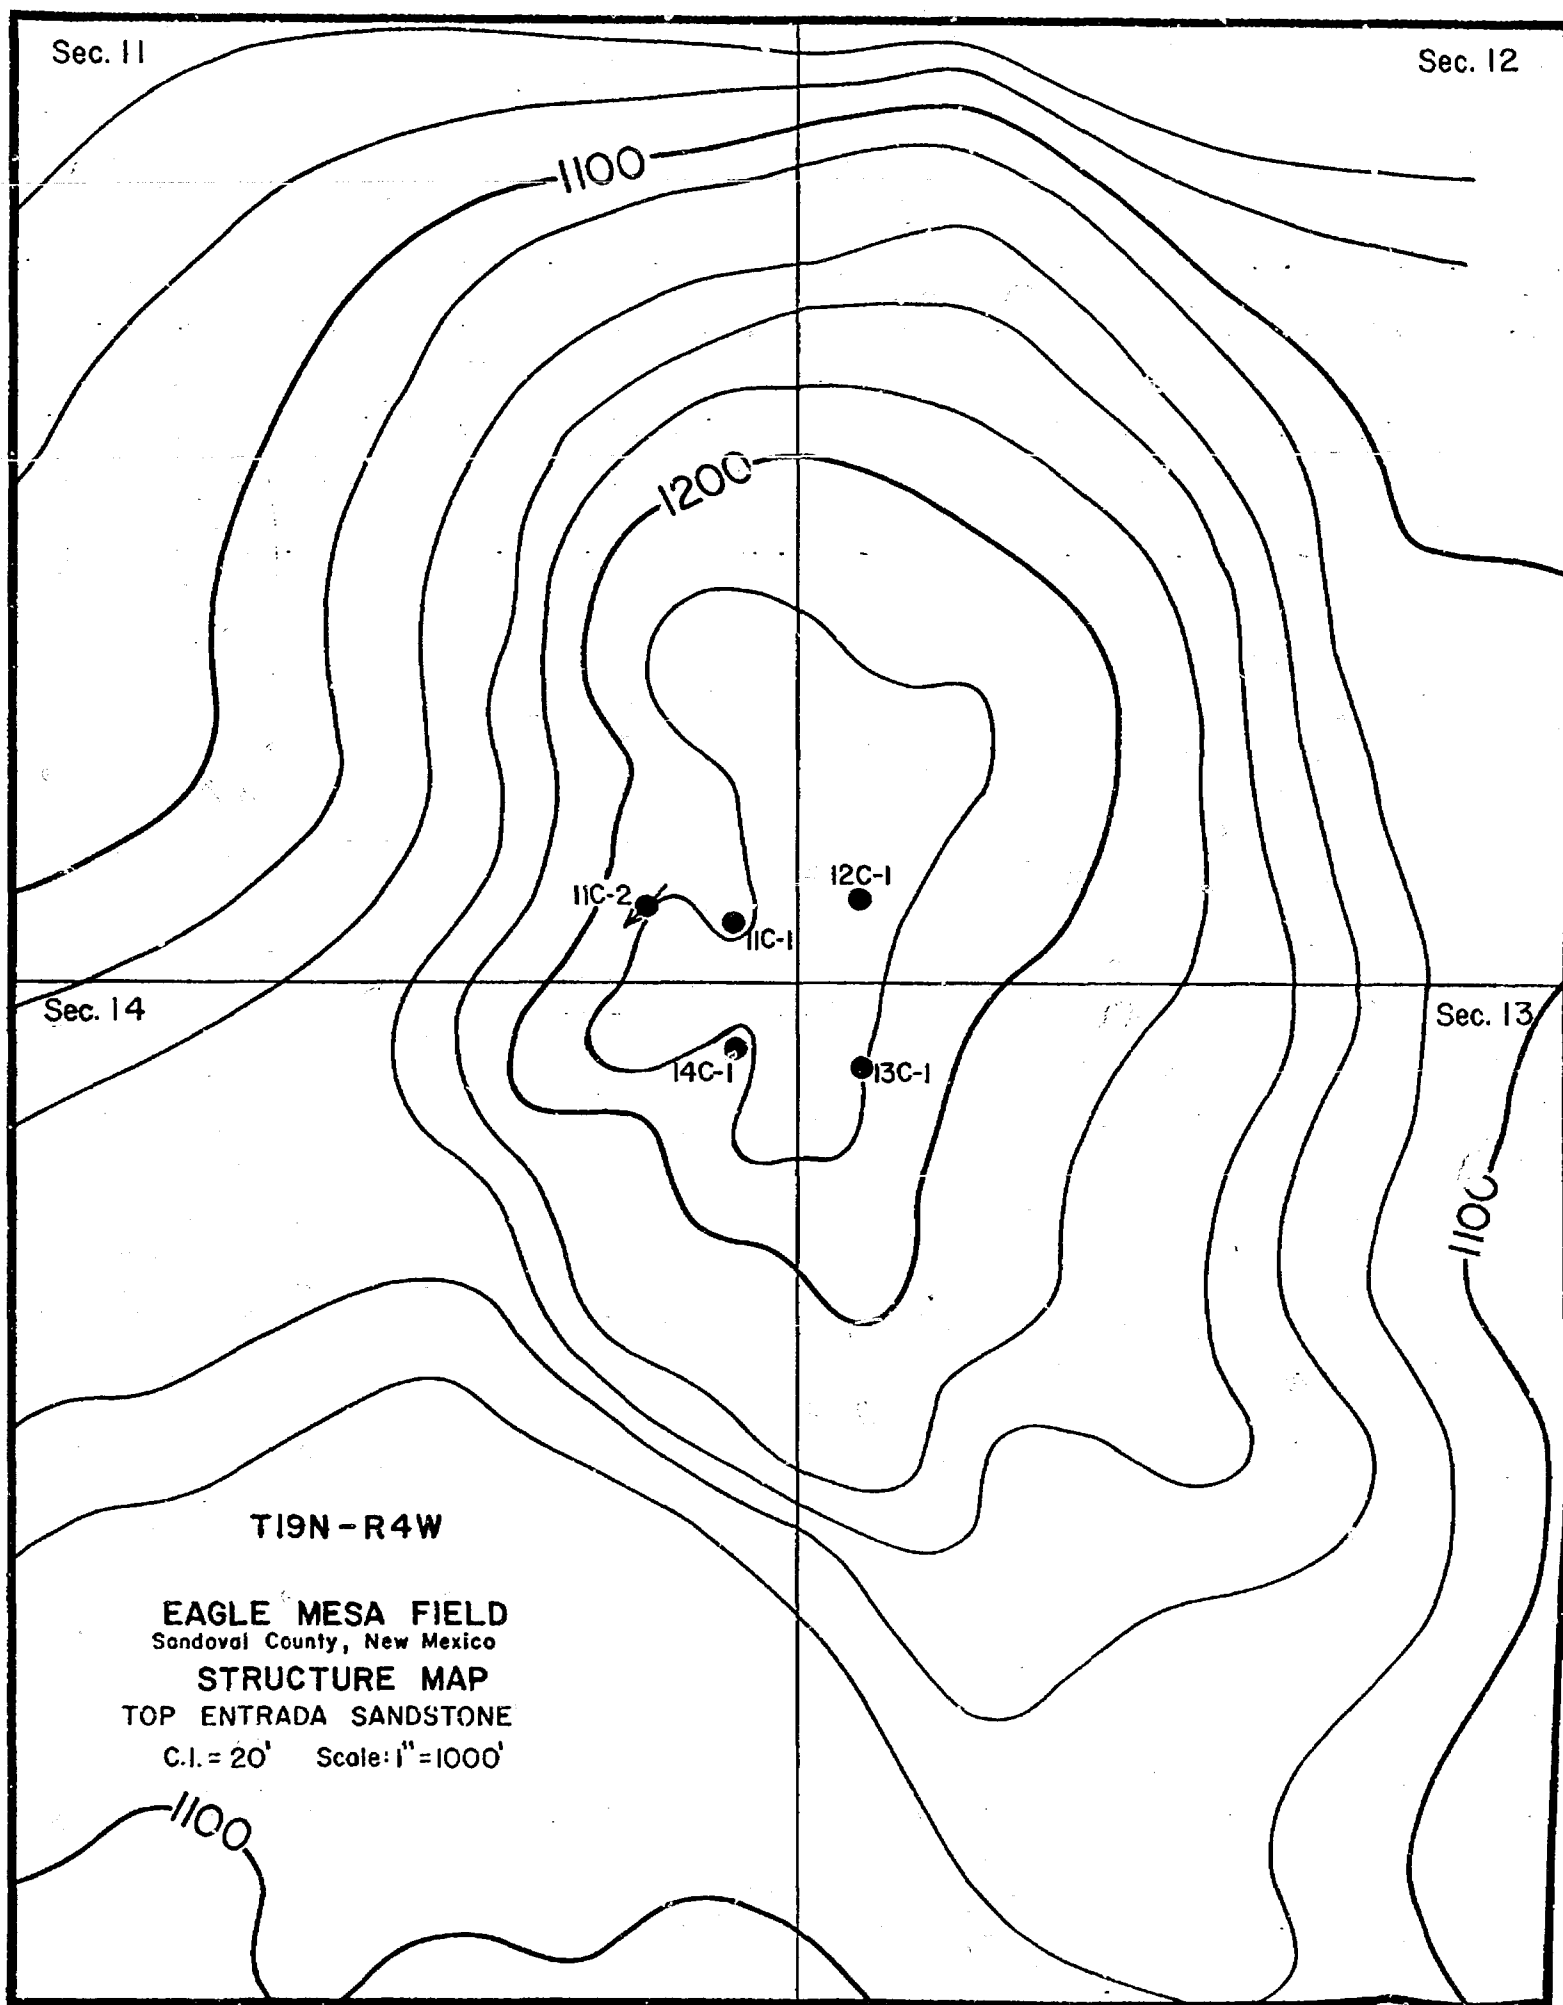 Sec. 11
Sec. 12
1100
1200
11C-2
12C-1
11C-1
Sec. 14
Sec. 13
14C-1
13C-1
1100
T19N-R4W
EAGLE MESA FIELD
Sandoval County, New Mexico
STRUCTURE MAP
TOP ENTRADA SANDSTONE
C.I. = 20' Scale: 1" = 1000'
1100